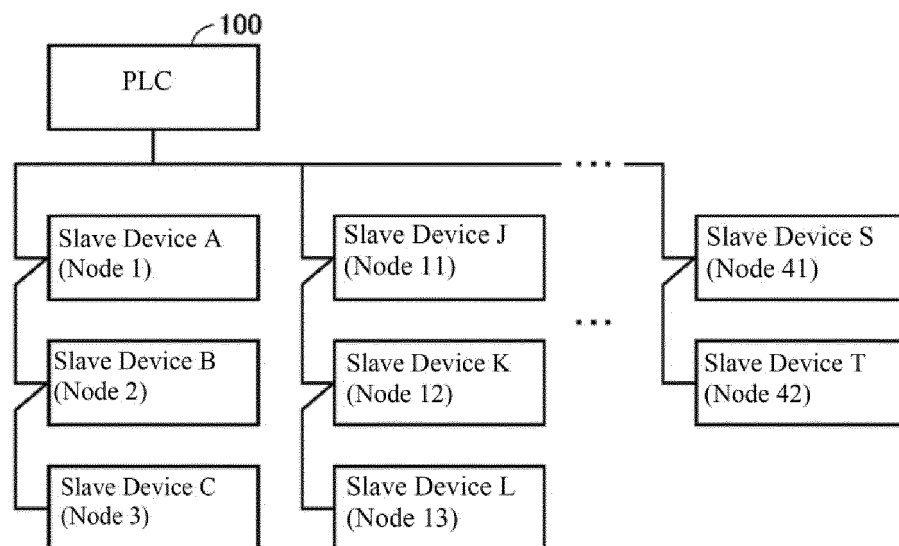 100
PLC
Slave Device A
(Node 1)
Slave Device J
(Node 11)
...
Slave Device S
(Node 41)
Slave Device B
(Node 2)
Slave Device K
(Node 12)
...
Slave Device T
(Node 42)
Slave Device C
(Node 3)
Slave Device L
(Node 13)